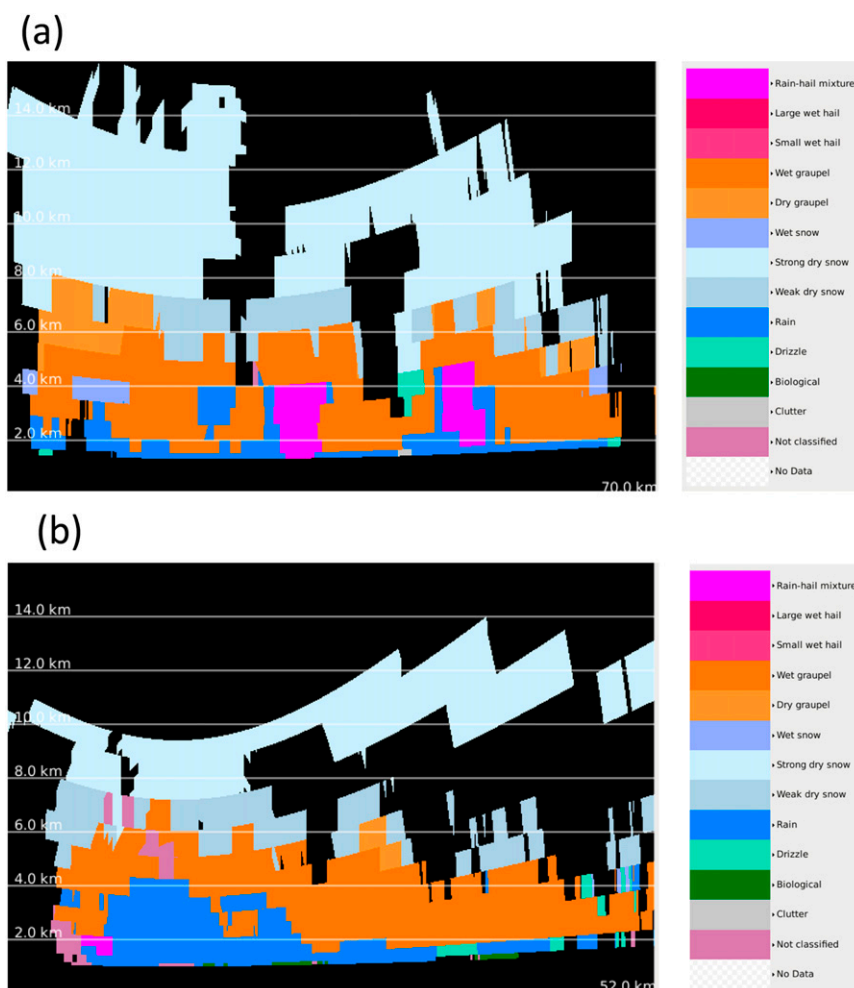 (a)
14.0 km
12.0 km
10.0 km
8.0 km
6.0 km
4.0 km
2.0 km
70.0 km
Rain-hail mixture
Large wet hail
Small wet hail
Wet graupel
Dry graupel
Wet snow
Strong dry snow
Weak dry snow
Rain
Drizzle
Biological
Clutter
Not classified
No Data
(b)
14.0 km
12.0 km
10.0 km
8.0 km
6.0 km
4.0 km
2.0 km
52.0 km
Rain-hail mixture
Large wet hail
Small wet hail
Wet graupel
Dry graupel
Wet snow
Strong dry snow
Weak dry snow
Rain
Drizzle
Biological
Clutter
Not classified
No Data